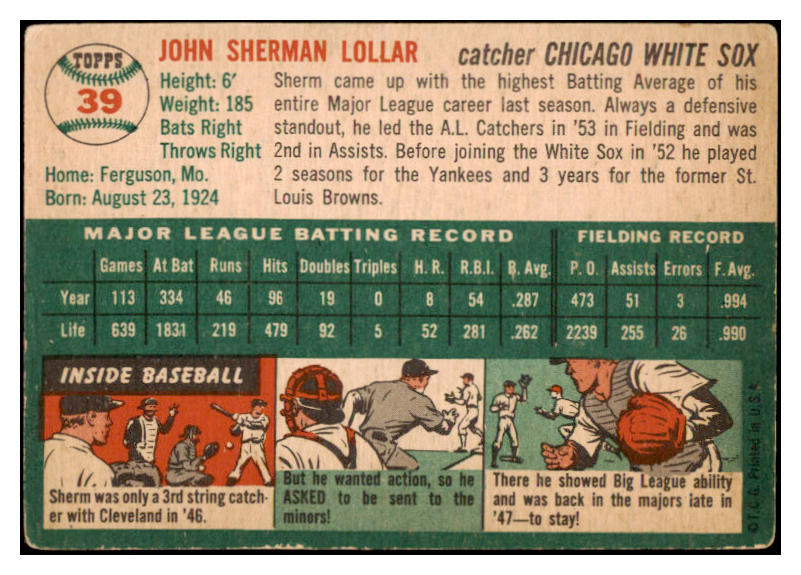 TOPPS
39
JOHN SHERMAN LOLLAR catcher CHICAGO WHITE SOX
Height: 6'
Weight: 185
Bats Right
Throws Right
Home: Ferguson, Mo.
Born: August 23, 1924
Sherm came up with the highest Batting Average of his
entire Major League career last season. Always a defensive
standout, he led the A.L. Catchers in '53 in Fielding and was
2nd in Assists. Before joining the White Sox in '52 he played
2 seasons for the Yankees and 3 years for the former St.
Louis Browns.
MAJOR LEAGUE BATTING RECORD FIELDING RECORD
Games At Bat Runs Hits Doubles Triples H. R. R.B.I. B. Avg. P. O. Assists Errors F. Avg.
Year 113 334 46 96 19 0 8 54 .287 473 51 3 .994
Life 639 1831 219 479 92 5 52 281 .262 2239 255 26 .990
INSIDE BASEBALL
Sherm was only a 3rd string catch-
er with Cleveland in '46.
But he wanted action, so he
ASKED to be sent to the
minors!
There he showed Big League ability
and was back in the majors late in
'47—to stay!
© T. C. G. Printed in U.S.A.